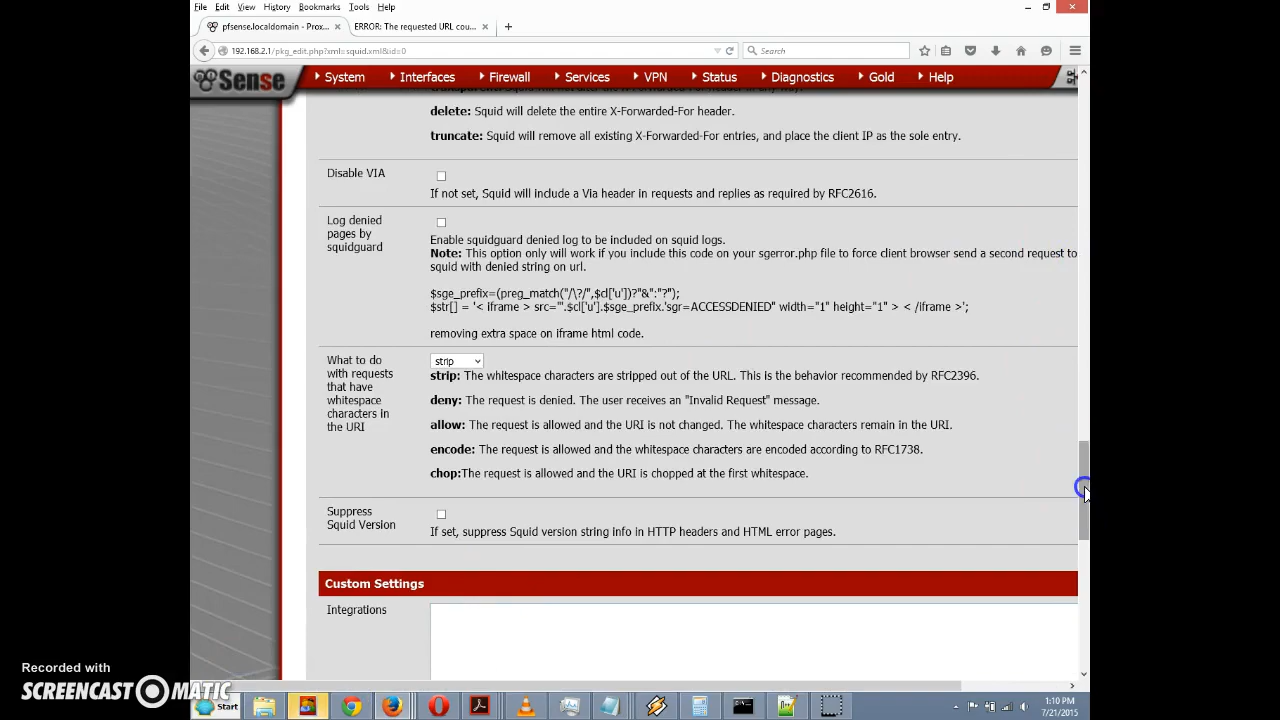 File Edit View History Bookmarks Tools Help
pfsense.localdomain - Prox... ERROR: The requested URL cou...
192.168.2.1/pkg_edit.php?xml=squid.xml&id=0 Search
Sense System Interfaces Firewall Services VPN Status Diagnostics Gold Help
delete: Squid will delete the entire X-Forwarded-For header.
truncate: Squid will remove all existing X-Forwarded-For entries, and place the client IP as the sole entry.
Disable VIA
If not set, Squid will include a Via header in requests and replies as required by RFC2616.
Log denied
pages by
squidguard
Enable squidguard denied log to be included on squid logs.
Note: This option only will work if you include this code on your sgerror.php file to force client browser send a second request to
squid with denied string on url.
$sge_prefix=(preg_match("/\?/",$cl['u'])?"&":"?");
$str[] = '< iframe > src="'.$cl['u'].$sge_prefix.'sgr=ACCESSDENIED" width="1" height="1" > < /iframe >';
removing extra space on iframe html code.
What to do
with requests
that have
whitespace
characters in
the URI
strip
strip: The whitespace characters are stripped out of the URL. This is the behavior recommended by RFC2396.
deny: The request is denied. The user receives an "Invalid Request" message.
allow: The request is allowed and the URI is not changed. The whitespace characters remain in the URI.
encode: The request is allowed and the whitespace characters are encoded according to RFC1738.
chop:The request is allowed and the URI is chopped at the first whitespace.
Suppress
Squid Version
If set, suppress Squid version string info in HTTP headers and HTML error pages.
Custom Settings
Integrations
Recorded with
SCREENCAST MATIC
Start
1:10 PM
7/21/2015